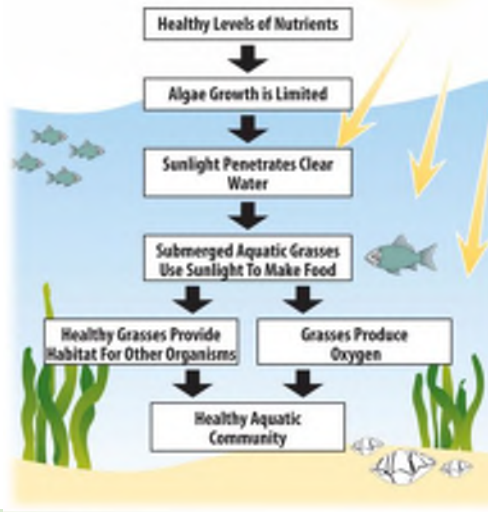 Healthy Levels of Nutrients
Algae Growth is Limited
Sunlight Penetrates Clear
Water
Submerged Aquatic Grasses
Use Sunlight To Make Food
Healthy Grasses Provide
Habitat For Other Organisms
Grasses Produce
Oxygen
Healthy Aquatic
Community